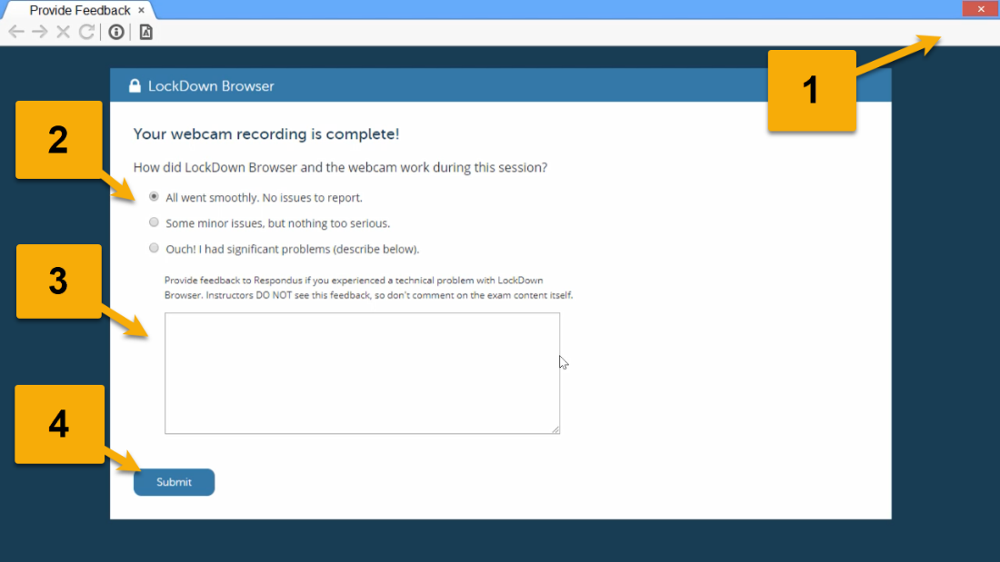 Provide Feedback
1
LockDown Browser
2
Your webcam recording is complete!
How did LockDown Browser and the webcam work during this session?
All went smoothly. No issues to report.
Some minor issues, but nothing too serious.
Ouch! I had significant problems (describe below).
3
Provide feedback to Respondus if you experienced a technical problem with LockDown
Browser. Instructors DO NOT see this feedback, so don't comment on the exam content itself.
4
Submit